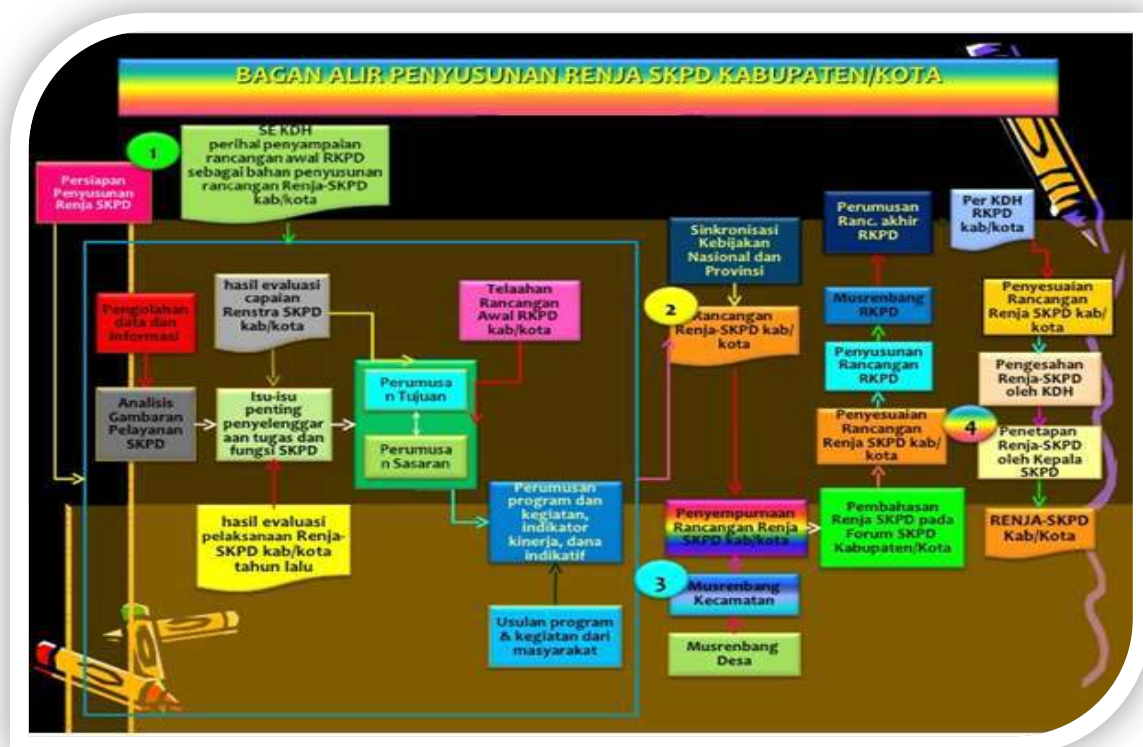 BAGAN ALIR PENYUSUNAN RENJA SKPD KABUPATEN/KOTA
1
SE KDH
perihal penyampaian
rancangan awal RKPD
sebagai bahan penyusunan
rancangan Renja-SKPD
kab/kota
Persiapan
Penyusunan
Renja SKPD
Pengolahan
data dan
informasi
hasil evaluasi
capaian
Renstra SKPD
kab/kota
Telaahan
Rancangan
Awal RKPD
kab/kota
Analisis
Gambaran
Pelayanan
SKPD
Isu-isu
penting
penyelenggar
aan tugas dan
fungsi SKPD
Perumusa
n Tujuan
Perumusa
n Sasaran
hasil evaluasi
pelaksanaan Renja-
SKPD kab/kota
tahun lalu
Perumusan
program dan
kegiatan,
indikator
kinerja, dana
indikatif
Usulan program
& kegiatan dari
masyarakat
Sinkronisasi
Kebijakan
Nasional dan
Provinsi
2
Rancangan
Renja-SKPD kab/
kota
Penyempurnaan
Rancangan Renja
SKPD kab/kota
3
Musrenbang
Kecamatan
Musrenbang
Desa
Perumusan
Ranc. akhir
RKPD
Musrenbang
RKPD
Penyusunan
Rancangan
RKPD
Penyesuaian
Rancangan
Renja SKPD kab/
kota
Pembahasan
Renja SKPD pada
Forum SKPD
Kabupaten/Kota
Per KDH
RKPD
kab/kota
Penyesuaian
Rancangan
Renja SKPD kab/
kota
Pengesahan
Renja-SKPD
oleh KDH
4
Penetapan
Renja-SKPD
oleh Kepala
SKPD
RENJA-SKPD
Kab/Kota